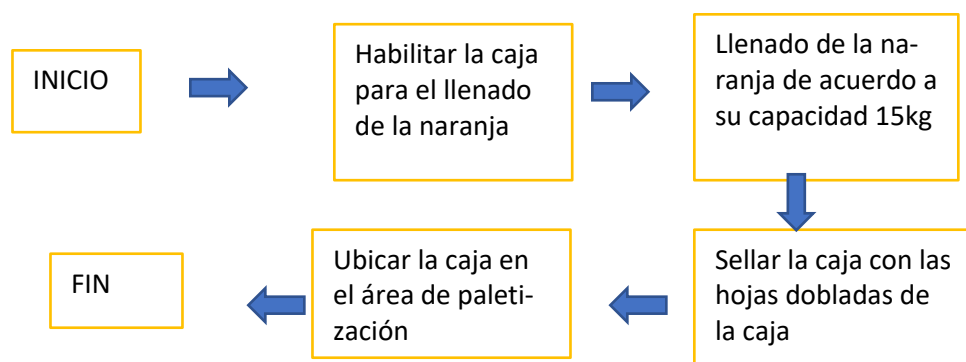 INICIO
Habilitar la caja
para el llenado
de la naranja
Llenado de la na-
ranja de acuerdo a
su capacidad 15kg
Sellar la caja con las
hojas dobladas de
la caja
Ubicar la caja en
el área de paleti-
zación
FIN